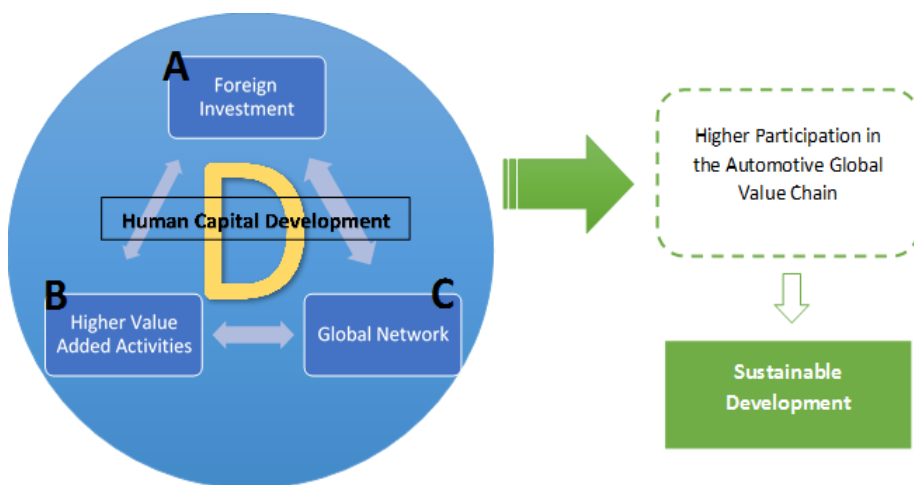 A
Foreign
Investment
D
Human Capital Development
B
Higher Value
Added Activities
C
Global Network
Higher Participation in
the Automotive Global
Value Chain
Sustainable
Development